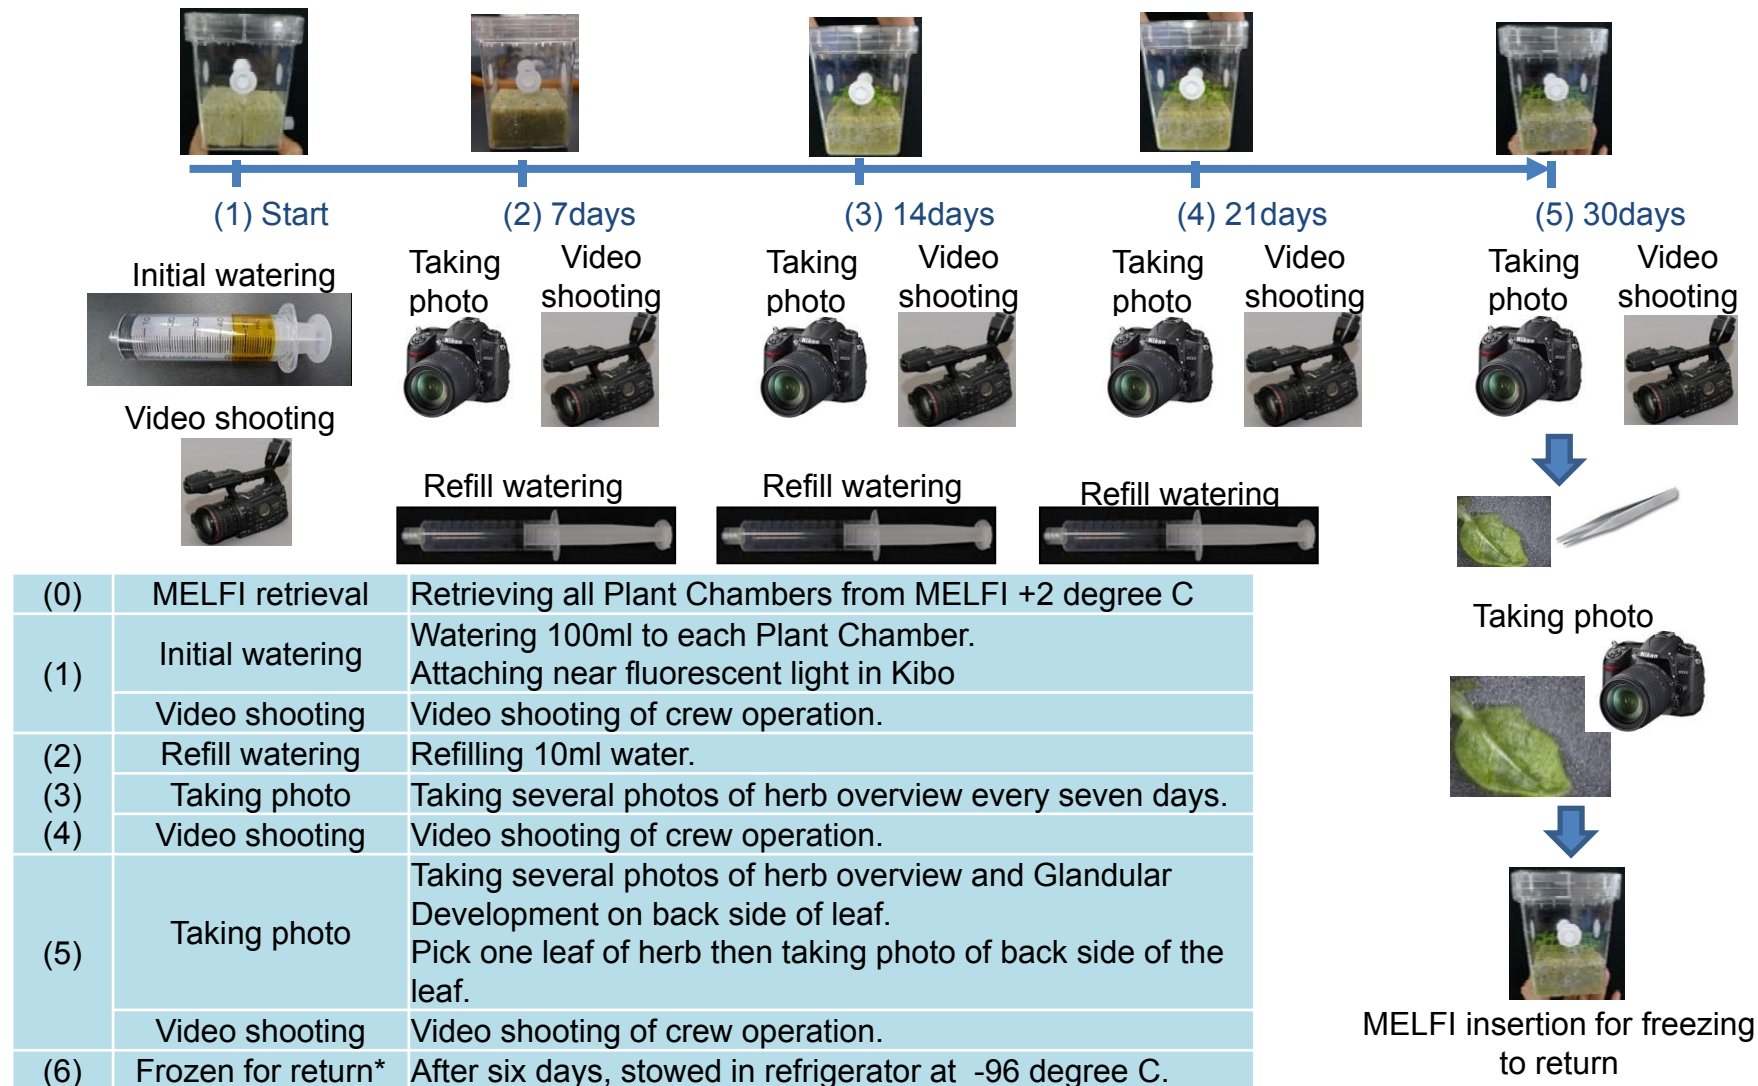 (1) Start
(2) 7days
(3) 14days
(4) 21days
(5) 30days
Initial watering
Video shooting
Taking
photo
Video
shooting
Refill watering
Taking
photo
Video
shooting
Refill watering
Taking
photo
Video
shooting
Refill watering
Taking
photo
Video
shooting
Taking photo
MELFI insertion for freezing
to return
(0) MELFI retrieval Retrieving all Plant Chambers from MELFI +2 degree C
(1) Initial watering Watering 100ml to each Plant Chamber.
Attaching near fluorescent light in Kibo
Video shooting Video shooting of crew operation.
(2) Refill watering Refilling 10ml water.
(3) Taking photo Taking several photos of herb overview every seven days.
(4) Video shooting Video shooting of crew operation.
(5) Taking photo Taking several photos of herb overview and Glandular
Development on back side of leaf.
Pick one leaf of herb then taking photo of back side of the
leaf.
Video shooting Video shooting of crew operation.
(6) Frozen for return* After six days, stowed in refrigerator at -96 degree C.